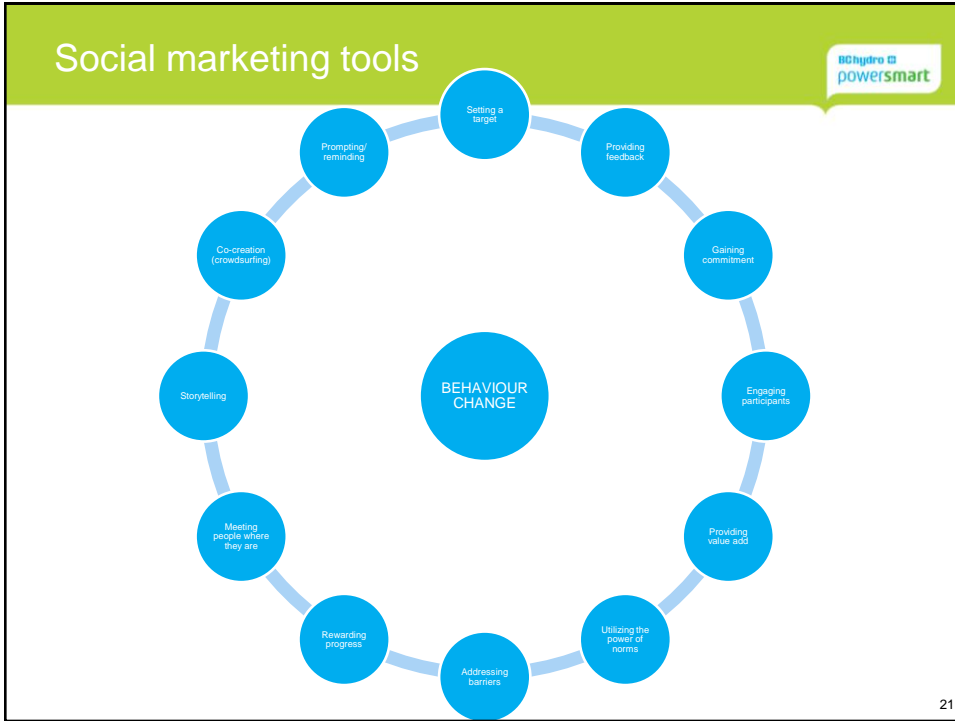 Social marketing tools
BChydro
powersmart
Setting a
target
Providing
feedback
Gaining
commitment
Engaging
participants
Providing
value add
Utilizing the
power of
norms
Addressing
barriers
Rewarding
progress
Meeting
people where
they are
Storytelling
Co-creation
(crowdsurfing)
Prompting/
reminding
BEHAVIOUR
CHANGE
21